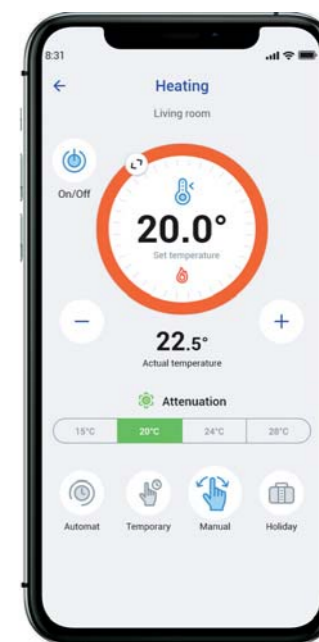 8:31
Heating
Living room
On/Off
20.0°
Set temperature
−
+
22.5°
Actual temperature
Attenuation
15°C 20°C 24°C 28°C
Automat Temporary Manual Holiday